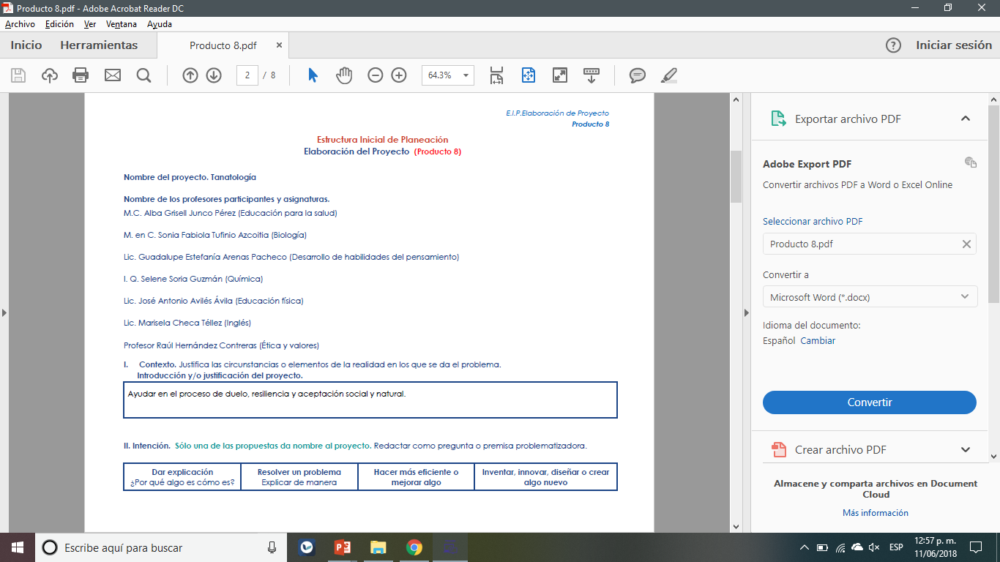 Producto 8.pdf - Adobe Acrobat Reader DC
Archivo Edición Ver Ventana Ayuda
Inicio Herramientas Producto 8.pdf × Iniciar sesión
2 / 8 64.3%
E.I.P.Elaboración de Proyecto
Producto 8
Estructura Inicial de Planeación
Elaboración del Proyecto (Producto 8)
Nombre del proyecto. Tanatología
Nombre de los profesores participantes y asignaturas.
M.C. Alba Grisell Junco Pérez (Educación para la salud)
M. en C. Sonia Fabiola Tufinio Azcoitia (Biología)
Lic. Guadalupe Estefanía Arenas Pacheco (Desarrollo de habilidades del pensamiento)
I. Q. Selene Soria Guzmán (Química)
Lic. José Antonio Avilés Ávila (Educación física)
Lic. Marisela Checa Téllez (Inglés)
Profesor Raúl Hernández Contreras (Ética y valores)
I. Contexto. Justifica las circunstancias o elementos de la realidad en los que se da el problema.
Introducción y/o justificación del proyecto.
Ayudar en el proceso de duelo, resiliencia y aceptación social y natural.
II. Intención. Sólo una de las propuestas da nombre al proyecto. Redactar como pregunta o premisa problematizadora.
Dar explicación
¿Por qué algo es cómo es?
Resolver un problema
Explicar de manera
Hacer más eficiente o
mejorar algo
Inventar, innovar, diseñar o crear
algo nuevo
Exportar archivo PDF
Adobe Export PDF
Convertir archivos PDF a Word o Excel Online
Seleccionar archivo PDF
Producto 8.pdf
Convertir a
Microsoft Word (*.docx)
Idioma del documento:
Español Cambiar
Convertir
Crear archivo PDF
Almacene y comparta archivos en Document
Cloud
Más información
Escribe aquí para buscar
ESP
12:57 p. m.
11/06/2018